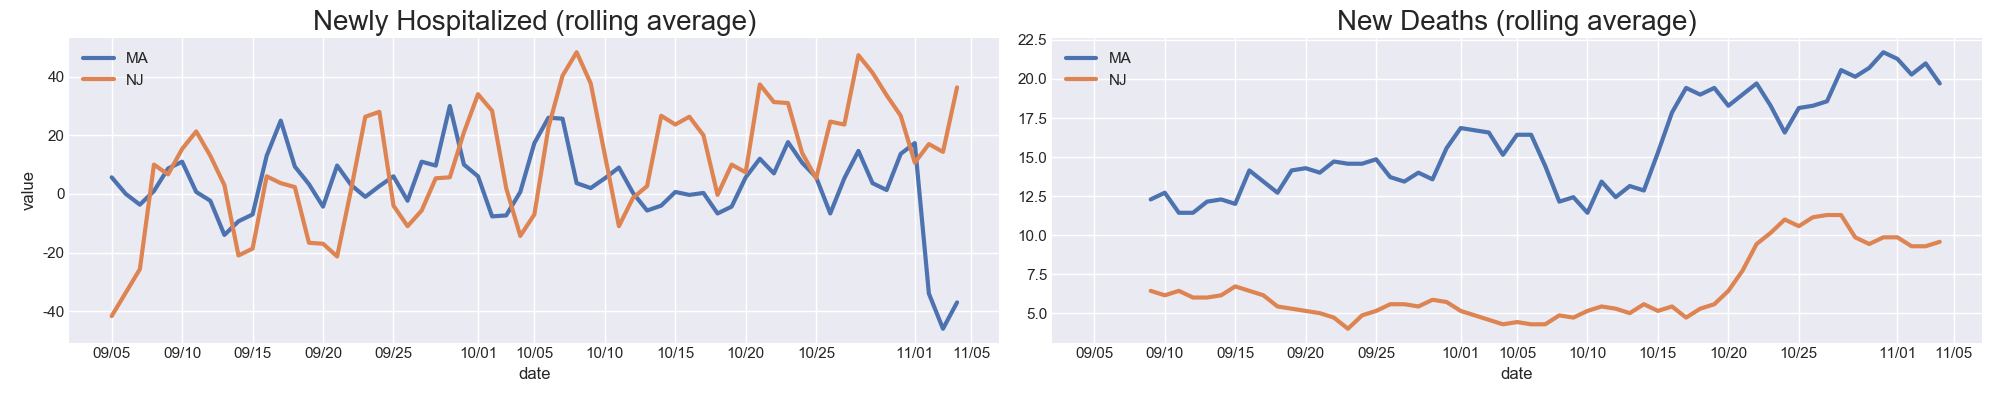 Newly Hospitalized (rolling average)
MA
NJ
40
20
0
-20
-40
value
09/05 09/10 09/15 09/20 09/25 10/01 10/05 10/10 10/15 10/20 10/25 11/01 11/05
date
New Deaths (rolling average)
MA
NJ
22.5
20.0
17.5
15.0
12.5
10.0
7.5
5.0
09/05 09/10 09/15 09/20 09/25 10/01 10/05 10/10 10/15 10/20 10/25 11/01 11/05
date